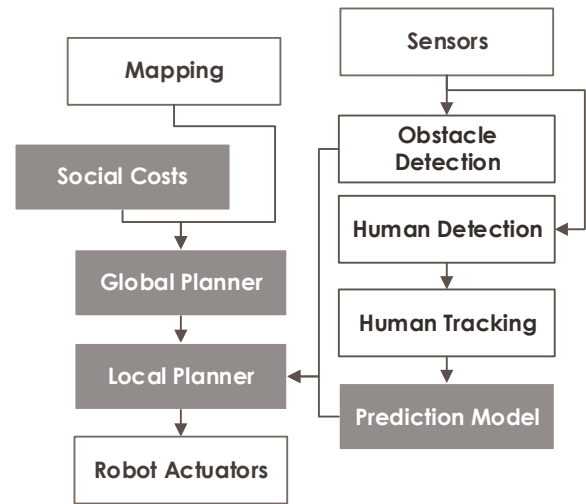 Mapping
Social Costs
Global Planner
Local Planner
Robot Actuators
Sensors
Obstacle
Detection
Human Detection
Human Tracking
Prediction Model